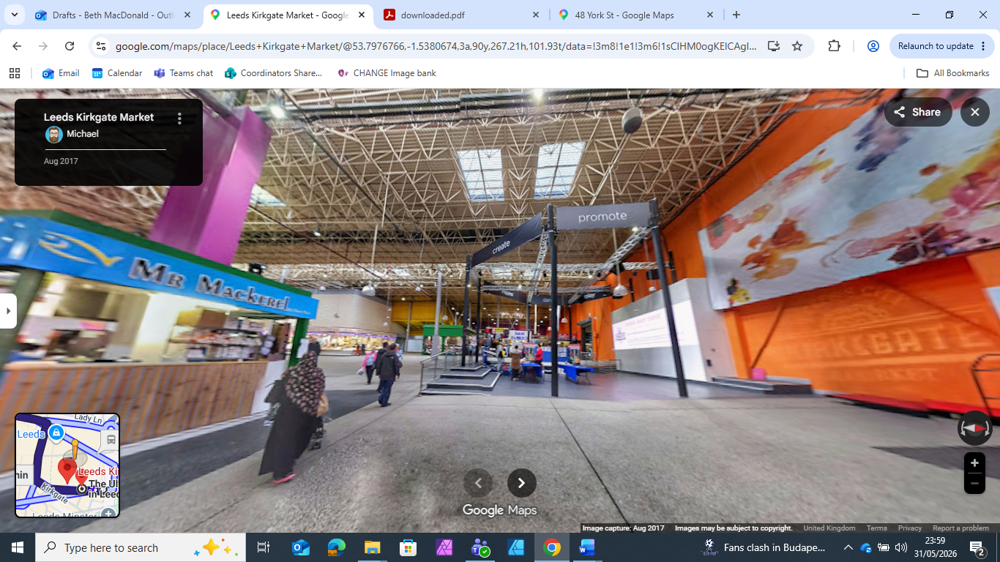 Drafts - Beth MacDonald - Outl
Leeds Kirkgate Market - Google
downloaded.pdf
48 York St - Google Maps
google.com/maps/place/Leeds+Kirkgate+Market/@53.7976766,-1.5380674,3a,90y,267.21h,101.93t/data=!3m8!1e1!3m6!1sCIHM0ogKEICAgI...
Relaunch to update
Email
Calendar
Teams chat
Coordinators Share...
CHANGE Image bank
All Bookmarks
Leeds Kirkgate Market
Michael
Aug 2017
Share
promote
create
MR MACKEREL
KIRKGATE
Lady Ln
Leeds
Leeds Ki
hin
The Ul
in Leed
Kirkgate
Leeds Minster
Google Maps
Image capture: Aug 2017
Images may be subject to copyright.
United Kingdom
Terms
Privacy
Report a problem
Type here to search
Fans clash in Budape...
23:59
31/05/2026
2